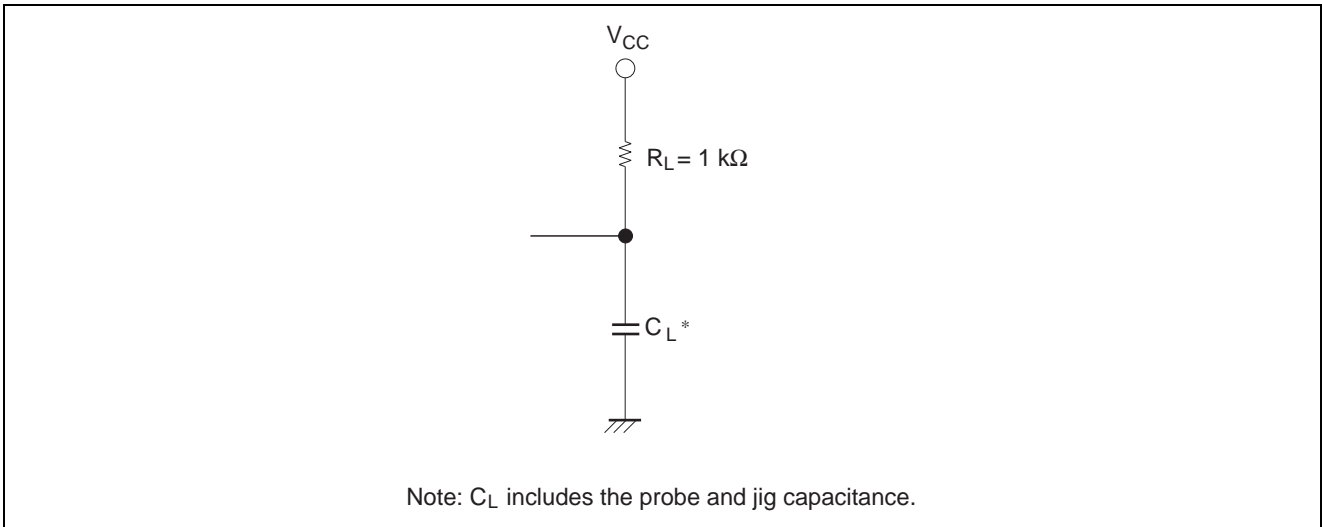 VCC
RL = 1 kΩ
CL *
Note: CL includes the probe and jig capacitance.